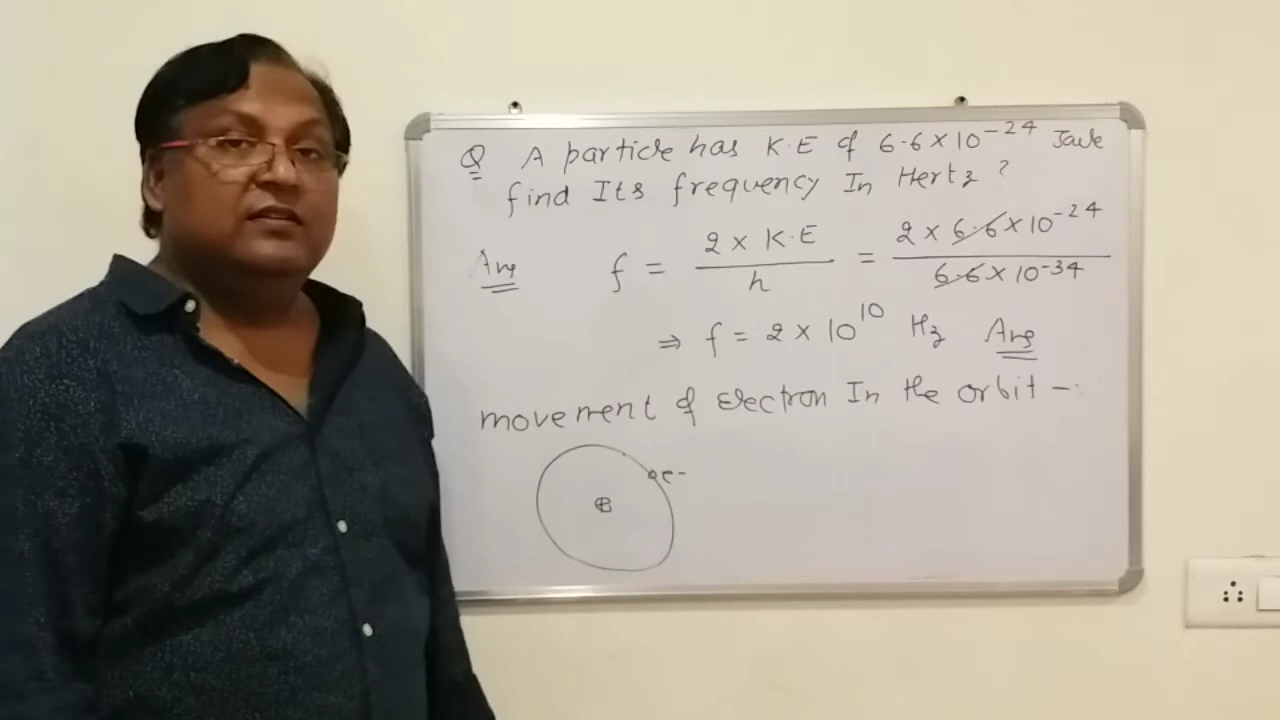 Q A particle has K.E of 6.6 × 10⁻²⁴ Joule
find Its frequency In Hertz ?
Ans f = 2 × K.E / h = 2 × 6.6 × 10⁻²⁴ / 6.6 × 10⁻³⁴
⇒ f = 2 × 10¹⁰ Hz Ans
movement of electron In the orbit -:
e-
⊕